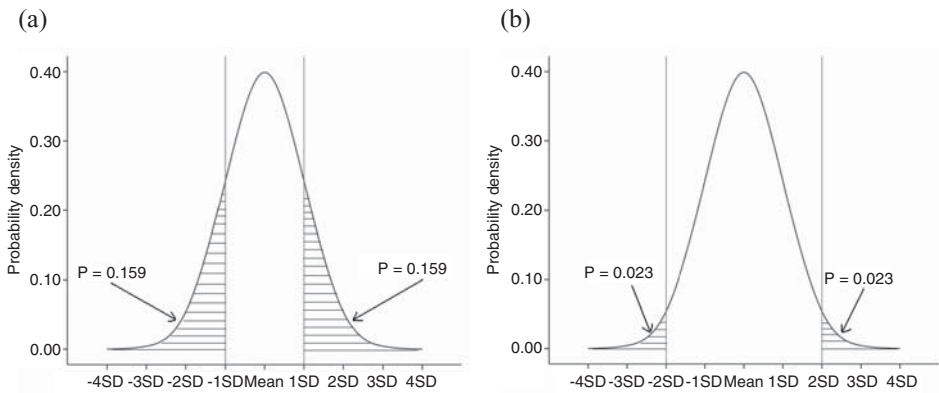 (a)
Probability density
0.40
0.30
0.20
0.10
0.00
P = 0.159
P = 0.159
-4SD -3SD -2SD -1SD Mean 1SD 2SD 3SD 4SD
(b)
Probability density
0.40
0.30
0.20
0.10
0.00
P = 0.023
P = 0.023
-4SD -3SD -2SD -1SD Mean 1SD 2SD 3SD 4SD